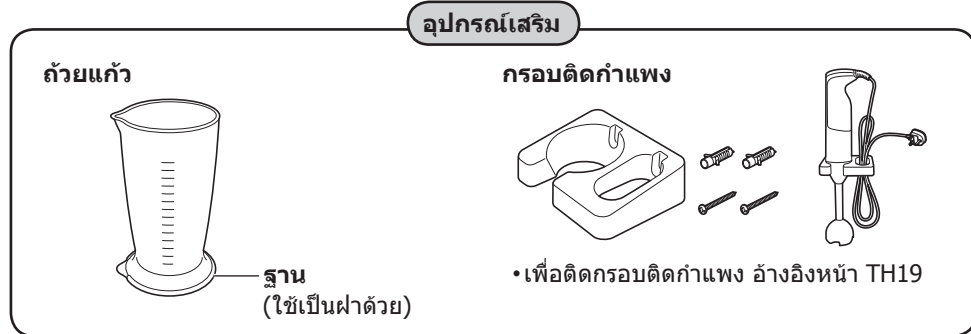 อุปกรณ์เสริม
ถ้วยแก้ว
ฐาน
(ใช้เป็นฝาด้วย)
กรอบติดกำแพง
•เพื่อติดกรอบติดกำแพง อ้างอิงหน้า TH19